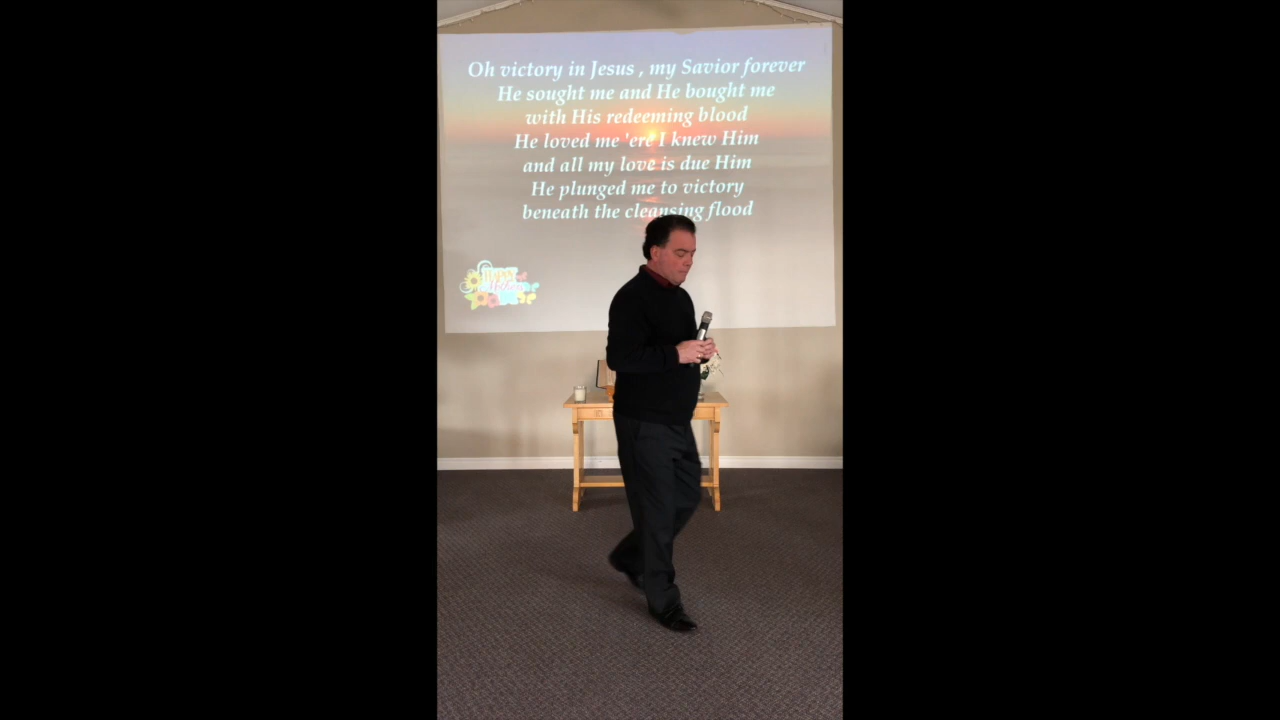 Oh victory in Jesus , my Savior forever
He sought me and He bought me
with His redeeming blood
He loved me 'ere I knew Him
and all my love is due Him
He plunged me to victory
beneath the cleansing flood
HAPPY
Mother's